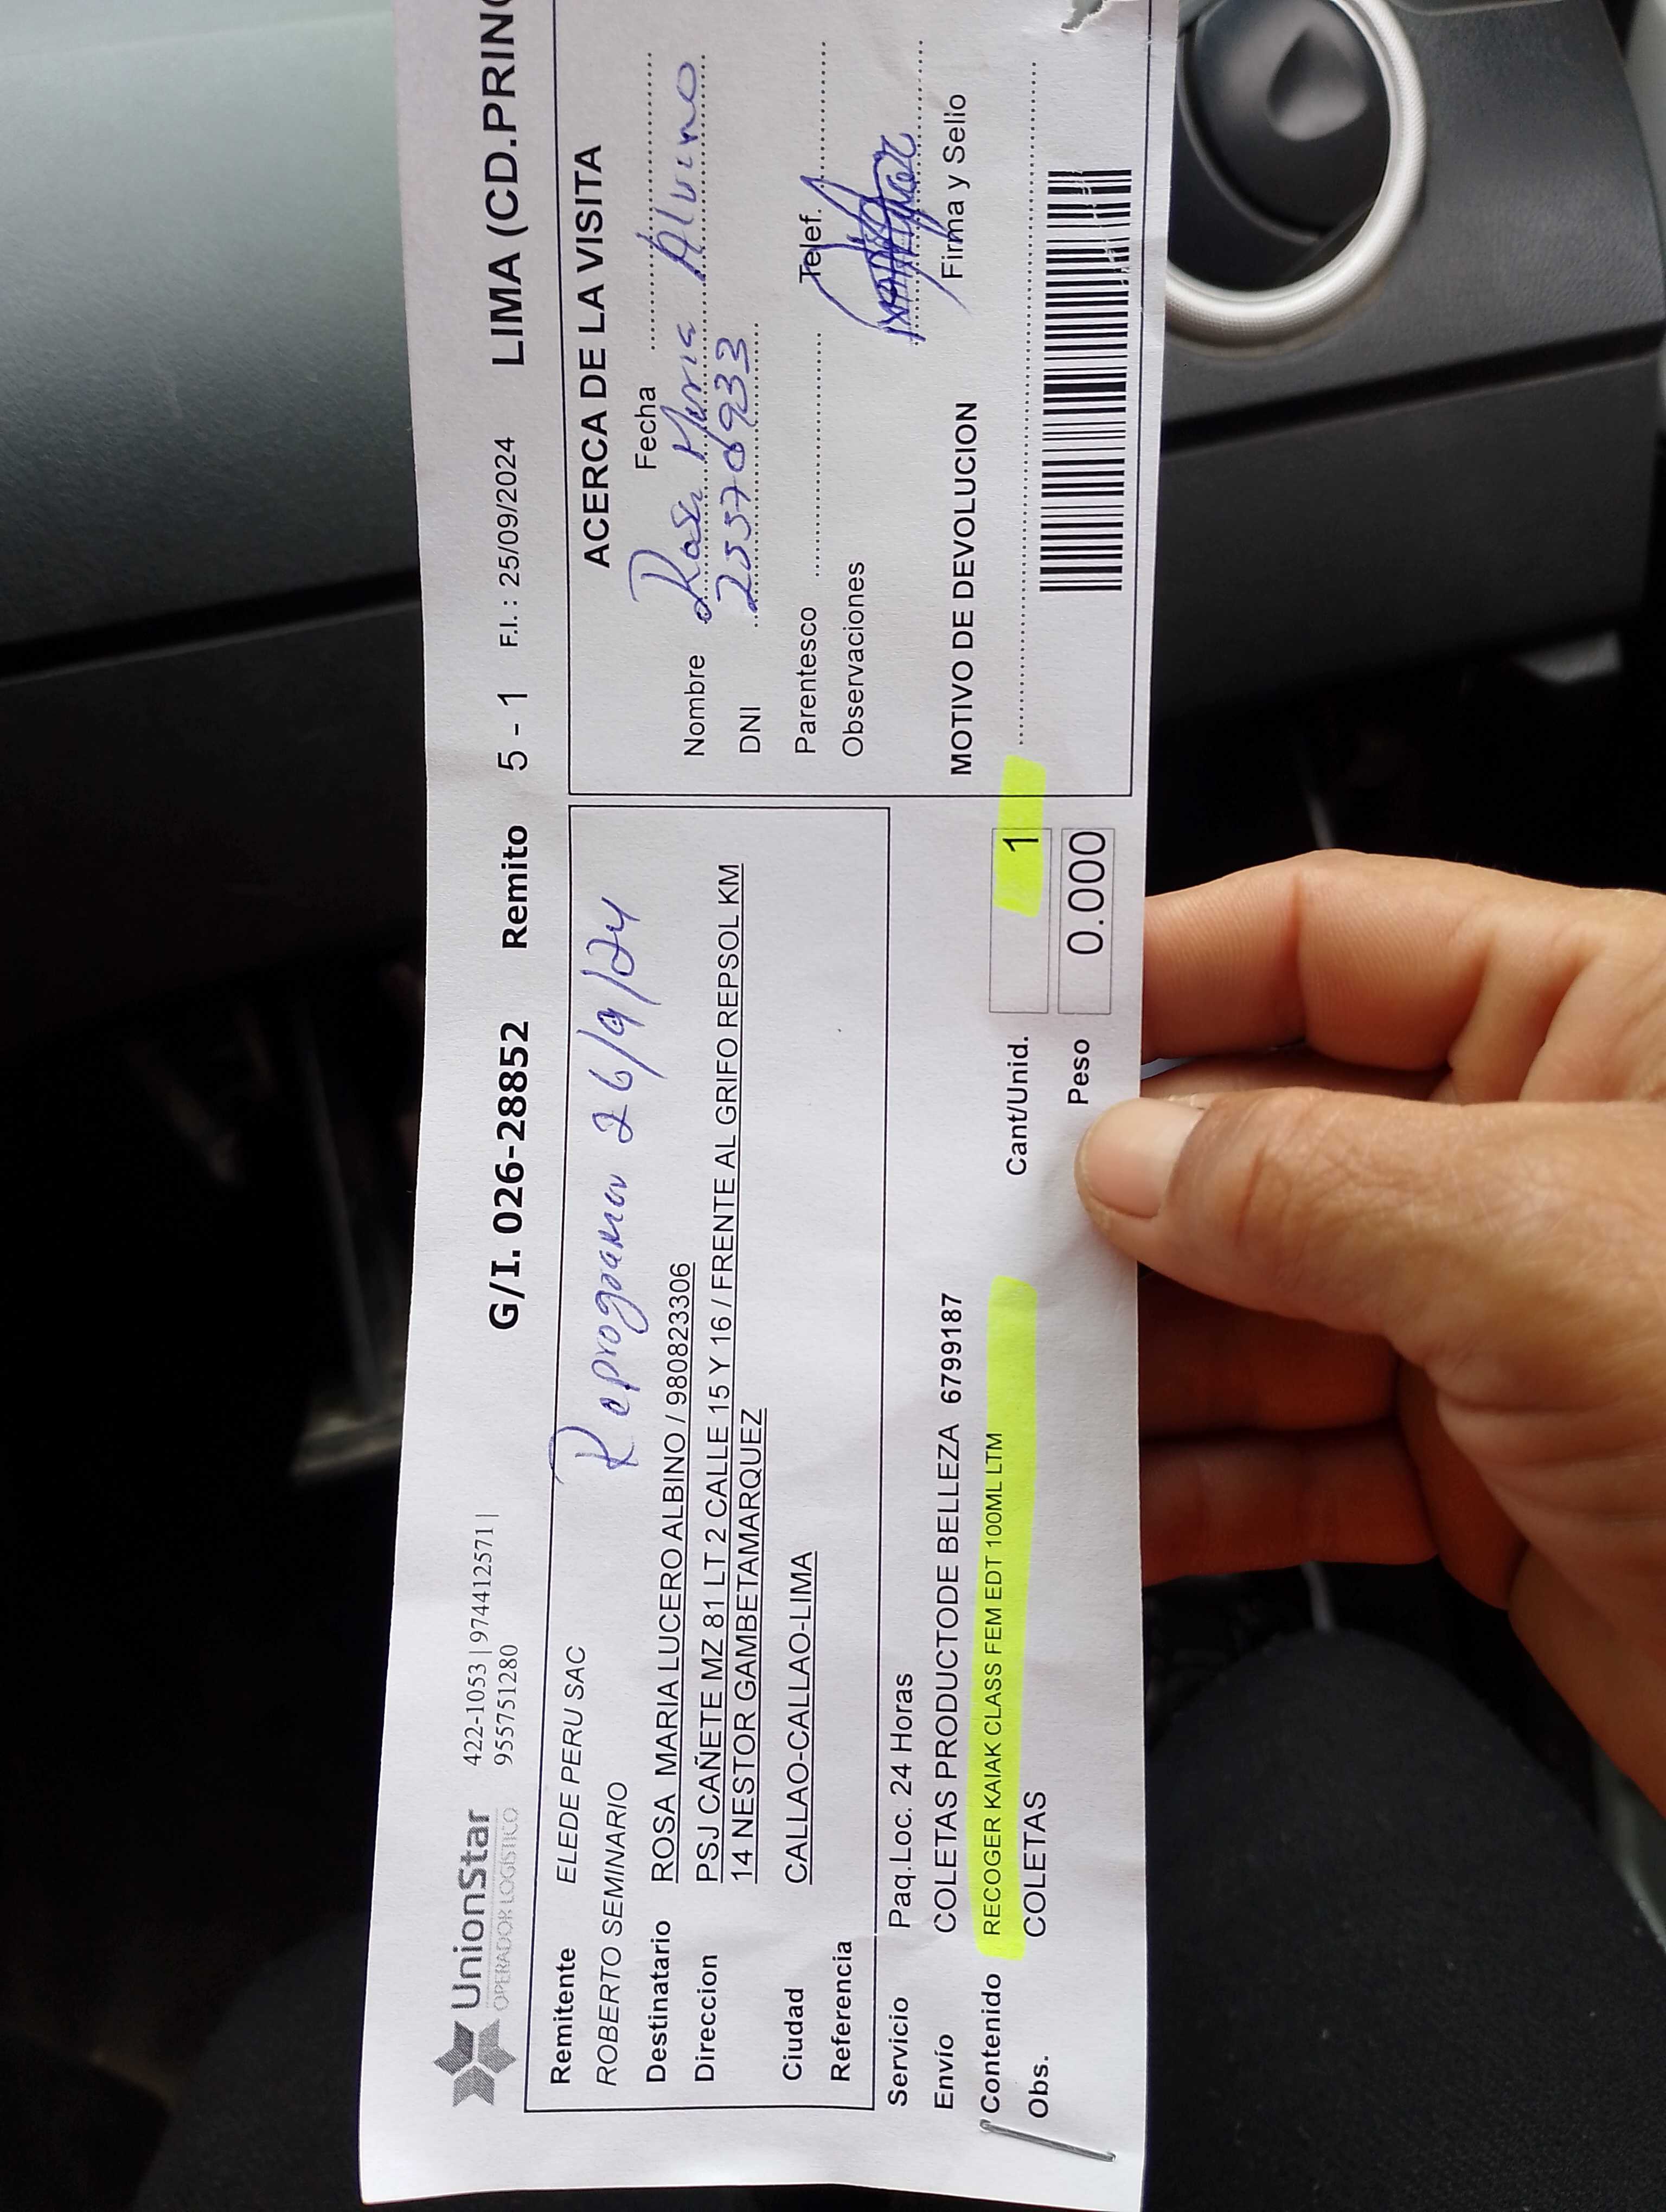 UnionStar
OPERADOR LOGÍSTICO
422-1053 | 974412571 |
955751280
G/I. 026-28852 Remito 5 - 1 F.I. : 25/09/2024 LIMA (CD.PRINC
Remitente ELEDE PERU SAC
ROBERTO SEMINARIO
Reprogramar 26/9/24
Destinatario ROSA MARIA LUCERO ALBINO / 980823306
Direccion PSJ CAÑETE MZ 81 LT 2 CALLE 15 Y 16 / FRENTE AL GRIFO REPSOL KM
14 NESTOR GAMBETAMARQUEZ
Ciudad CALLAO-CALLAO-LIMA
Referencia
Servicio Paq.Loc. 24 Horas
Envío COLETAS PRODUCTODE BELLEZA 6799187
Contenido RECOGER KAIAK CLASS FEM EDT 100ML LTM
Obs. COLETAS
Cant/Unid. 1
Peso 0.000
ACERCA DE LA VISITA
Fecha
Nombre Rosa Maria Albino
DNI 25570933
Parentesco Telef.
Observaciones
Firma y Sello
MOTIVO DE DEVOLUCION